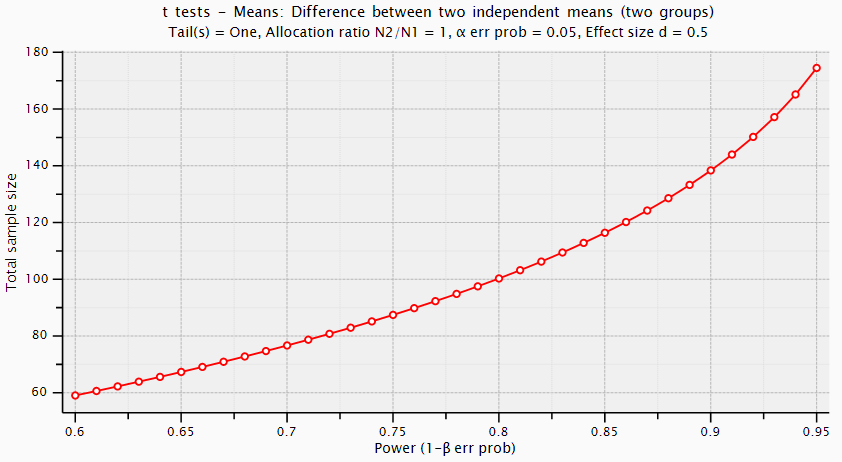 t tests - Means: Difference between two independent means (two groups)
Tail(s) = One, Allocation ratio N2/N1 = 1, α err prob = 0.05, Effect size d = 0.5
Total sample size
180
160
140
120
100
80
60
0.6 0.65 0.7 0.75 0.8 0.85 0.9 0.95
Power (1-β err prob)